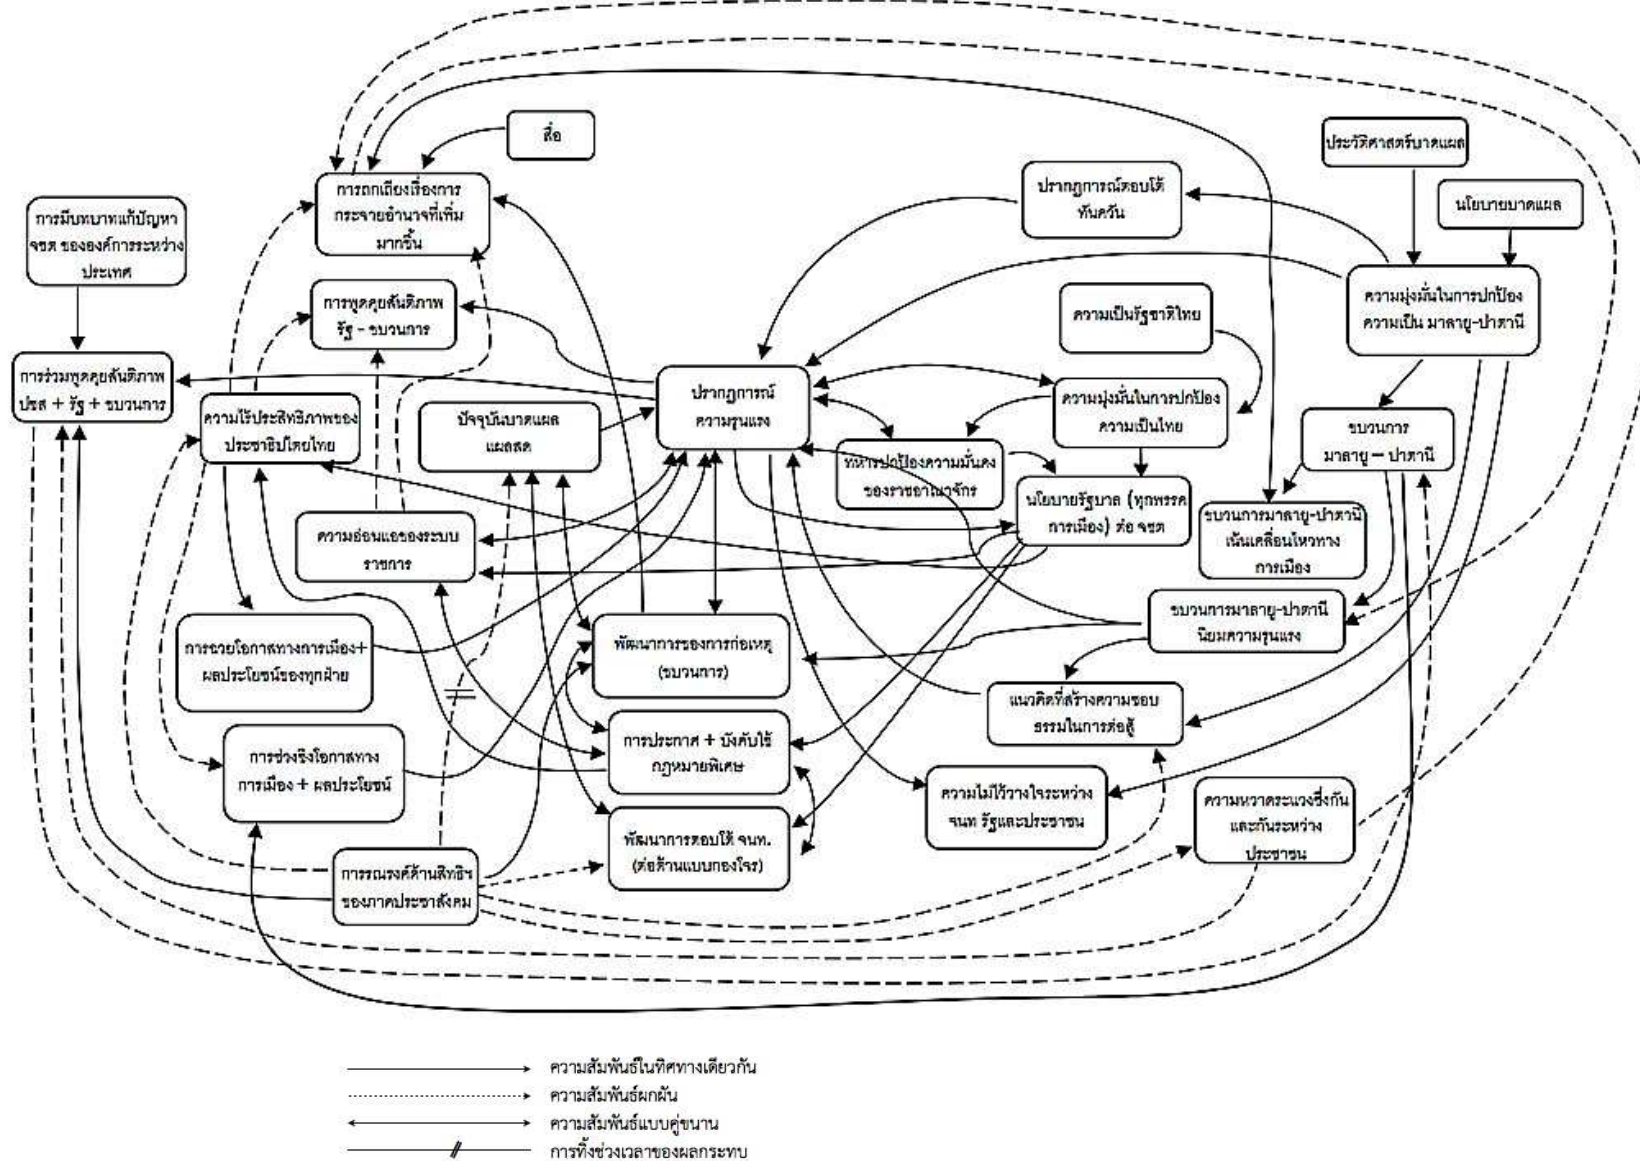 สื่อ
ประวัติศาสตร์บาดแผล
การถกเถียงเรื่องการ
กระจายอำนาจที่เพิ่ม
มากขึ้น
ปรากฏการณ์ตอบโต้
ทันควัน
นโยบายบาดแผล
การมีบทบาทแก้ปัญหา
จชต ขององค์การระหว่าง
ประเทศ
การพูดคุยสันติภาพ
รัฐ - ขบวนการ
ความเป็นรัฐชาติไทย
ความมุ่งมั่นในการปกป้อง
ความเป็น มาลายู-ปาตานี
การร่วมพูดคุยสันติภาพ
ปชส + รัฐ + ขบวนการ
ความไร้ประสิทธิภาพของ
ประชาธิปไตยไทย
ปัจจุบันบาดแผล
แผลสด
ปรากฏการณ์
ความรุนแรง
ความมุ่งมั่นในการปกป้อง
ความเป็นไทย
ขบวนการ
มาลายู – ปาตานี
ทหารปกป้องความมั่นคง
ของราชอาณาจักร
นโยบายรัฐบาล (ทุกพรรค
การเมือง) ต่อ จชต
ขบวนการมาลายู-ปาตานี
เน้นเคลื่อนไหวทาง
การเมือง
ความอ่อนแอของระบบ
ราชการ
การฉวยโอกาสทางการเมือง+
ผลประโยชน์ของทุกฝ่าย
พัฒนาการของการก่อเหตุ
(ขบวนการ)
ขบวนการมาลายู-ปาตานี
นิยมความรุนแรง
แนวคิดที่สร้างความชอบ
ธรรมในการต่อสู้
การช่วงชิงโอกาสทาง
การเมือง + ผลประโยชน์
การประกาศ + บังคับใช้
กฎหมายพิเศษ
ความไม่ไว้วางใจระหว่าง
จนท รัฐและประชาชน
ความหวาดระแวงซึ่งกัน
และกันระหว่าง
ประชาชน
พัฒนาการตอบโต้ จนท.
(ต่อต้านแบบกองโจร)
การรณรงค์ด้านสิทธิฯ
ของภาคประชาสังคม
ความสัมพันธ์ในทิศทางเดียวกัน
ความสัมพันธ์ผกผัน
ความสัมพันธ์แบบคู่ขนาน
การทิ้งช่วงเวลาของผลกระทบ